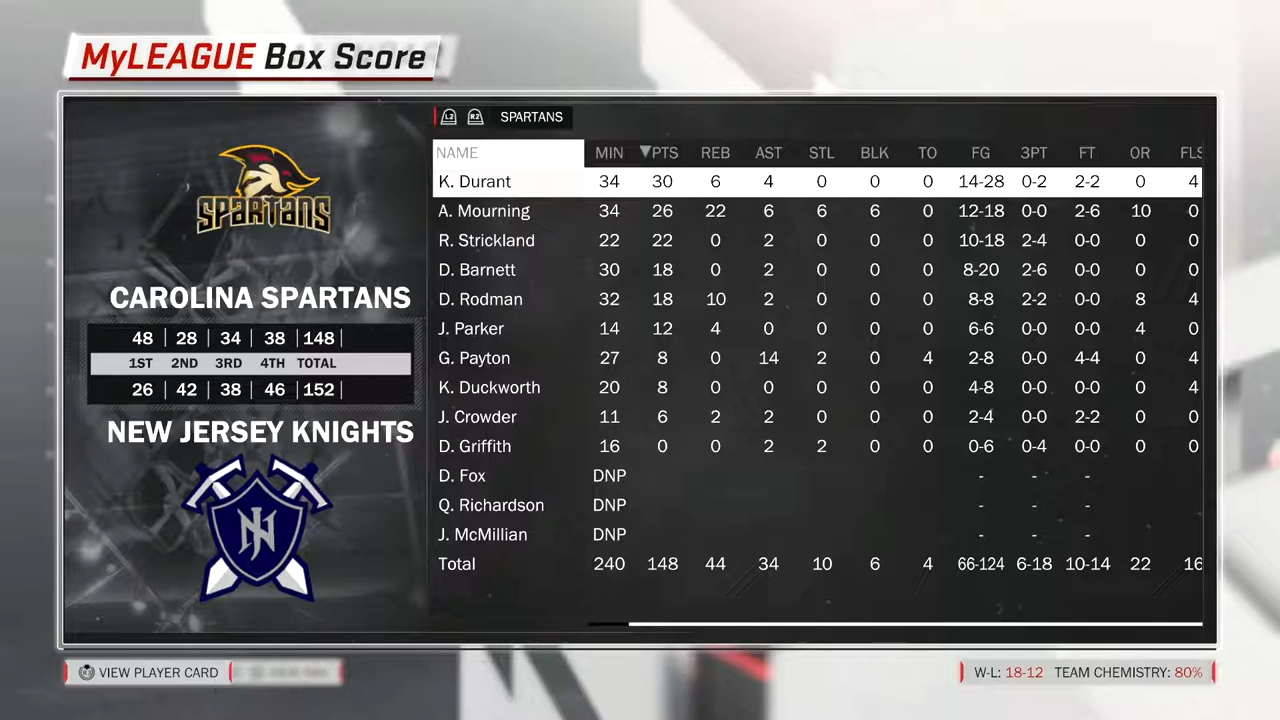 MyLEAGUE Box Score
L2 R2 SPARTANS
NAME MIN ▼PTS REB AST STL BLK TO FG 3PT FT OR FLS
K. Durant 34 30 6 4 0 0 0 14-28 0-2 2-2 0 4
A. Mourning 34 26 22 6 6 6 0 12-18 0-0 2-6 10 0
R. Strickland 22 22 0 2 0 0 0 10-18 2-4 0-0 0 0
D. Barnett 30 18 0 2 0 0 0 8-20 2-6 0-0 0 0
D. Rodman 32 18 10 2 0 0 0 8-8 2-2 0-0 8 4
J. Parker 14 12 4 0 0 0 0 6-6 0-0 0-0 4 0
G. Payton 27 8 0 14 2 0 4 2-8 0-0 4-4 0 4
K. Duckworth 20 8 0 0 0 0 0 4-8 0-0 0-0 0 4
J. Crowder 11 6 2 2 0 0 0 2-4 0-0 2-2 0 0
D. Griffith 16 0 0 2 2 0 0 0-6 0-4 0-0 0 0
D. Fox DNP - - -
Q. Richardson DNP - - -
J. McMillian DNP - - -
Total 240 148 44 34 10 6 4 66-124 6-18 10-14 22 16
SPARTANS
CAROLINA SPARTANS
48 | 28 | 34 | 38 | 148 |
1ST 2ND 3RD 4TH TOTAL
26 | 42 | 38 | 46 | 152 |
NEW JERSEY KNIGHTS
NJ
VIEW PLAYER CARD
W-L: 18-12 TEAM CHEMISTRY: 80%